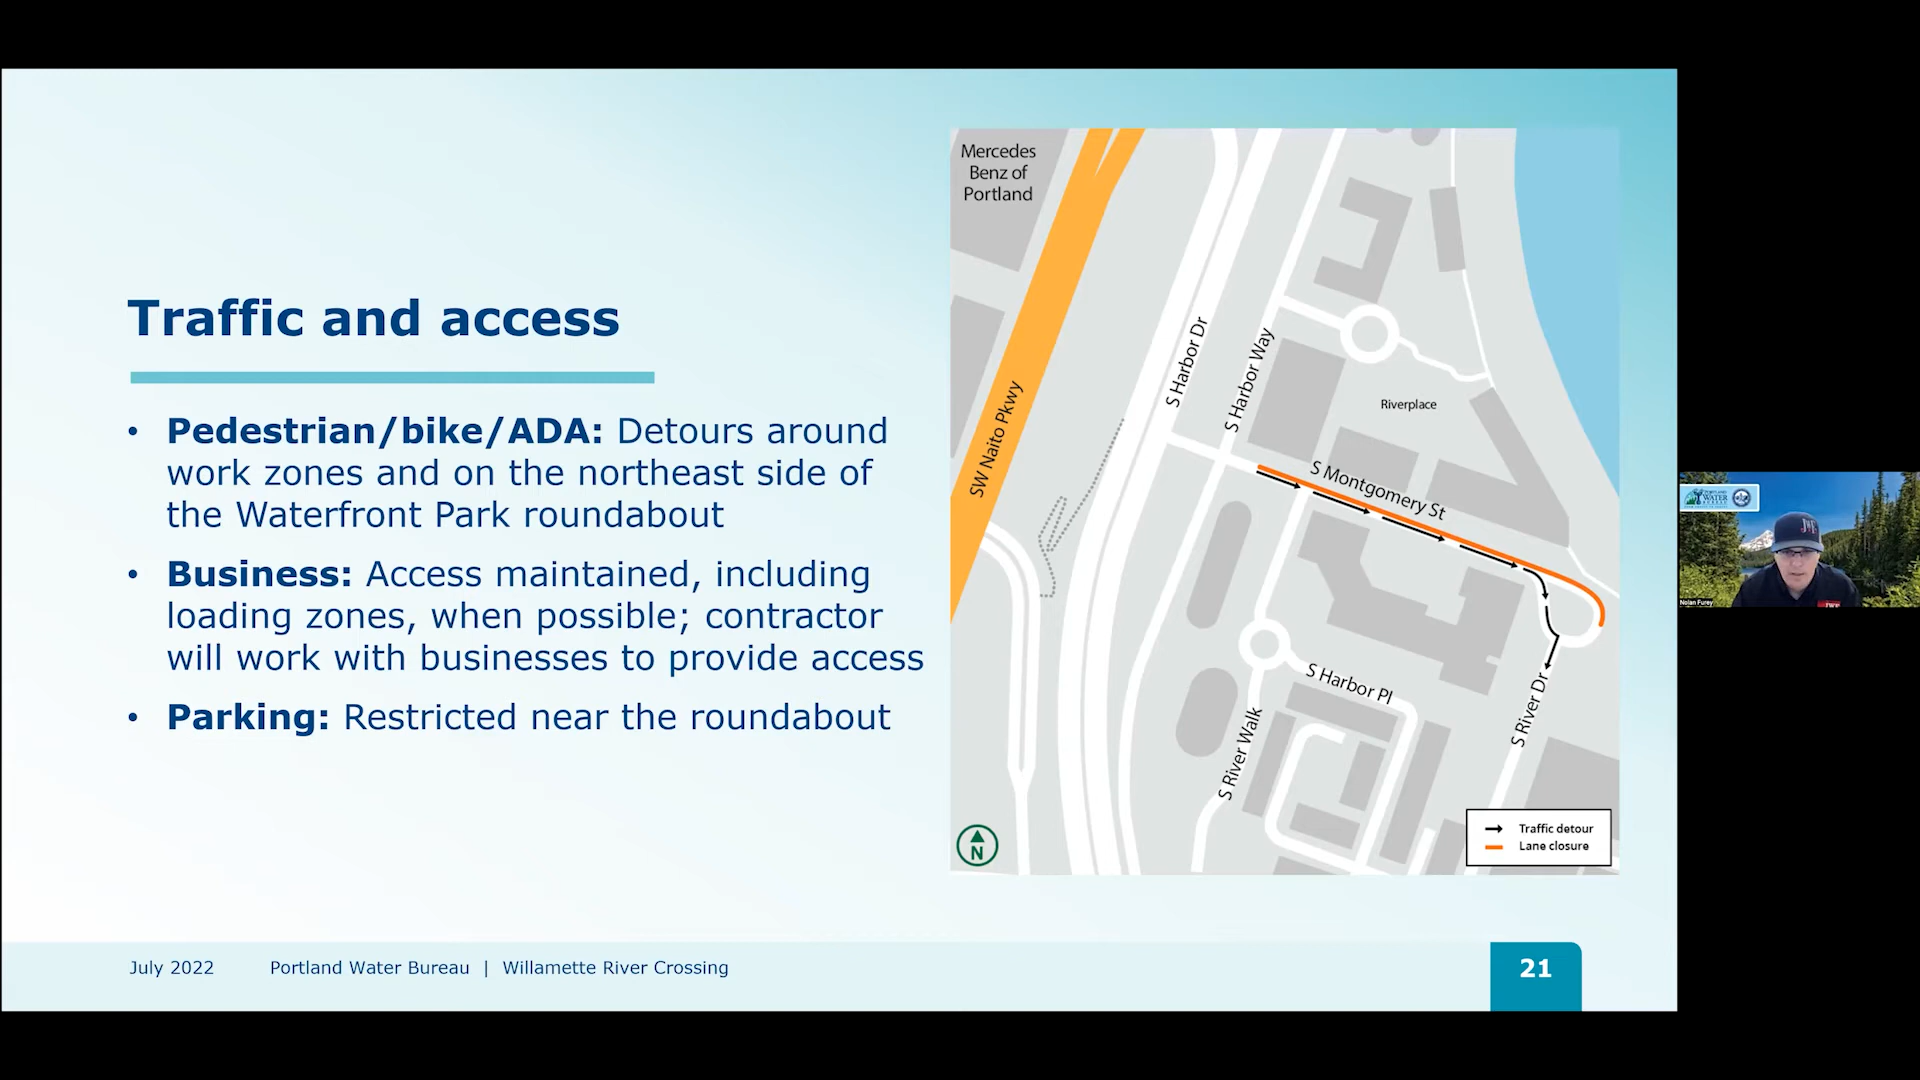 Traffic and access
• Pedestrian/bike/ADA: Detours around
work zones and on the northeast side of
the Waterfront Park roundabout
• Business: Access maintained, including
loading zones, when possible; contractor
will work with businesses to provide access
• Parking: Restricted near the roundabout
Mercedes
Benz of
Portland
SW Naito Pkwy
S Harbor Dr
S Harbor Way
Riverplace
S Montgomery St
S Harbor Pl
S River Walk
S River Dr
N
Traffic detour
Lane closure
July 2022
Portland Water Bureau | Willamette River Crossing
21
WATER
Nolan Furey